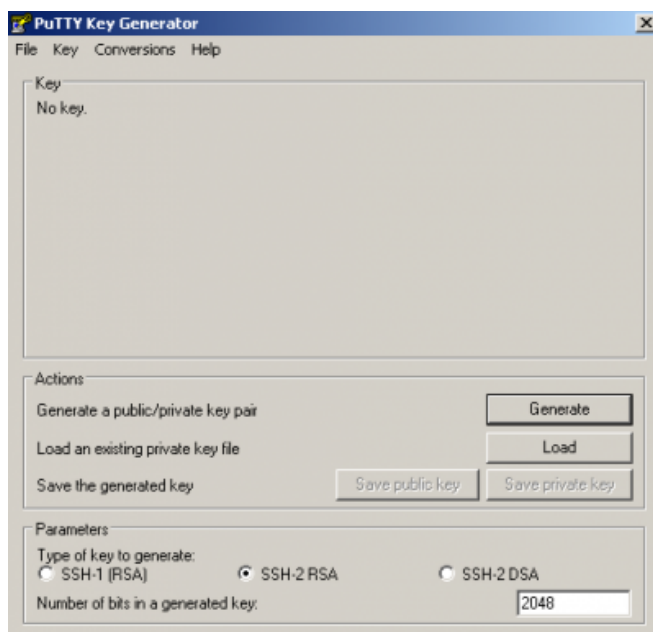 PuTTY Key Generator
File Key Conversions Help
Key
No key.
Actions
Generate a public/private key pair Generate
Load an existing private key file Load
Save the generated key Save public key Save private key
Parameters
Type of key to generate:
SSH-1 (RSA) SSH-2 RSA SSH-2 DSA
Number of bits in a generated key: 2048